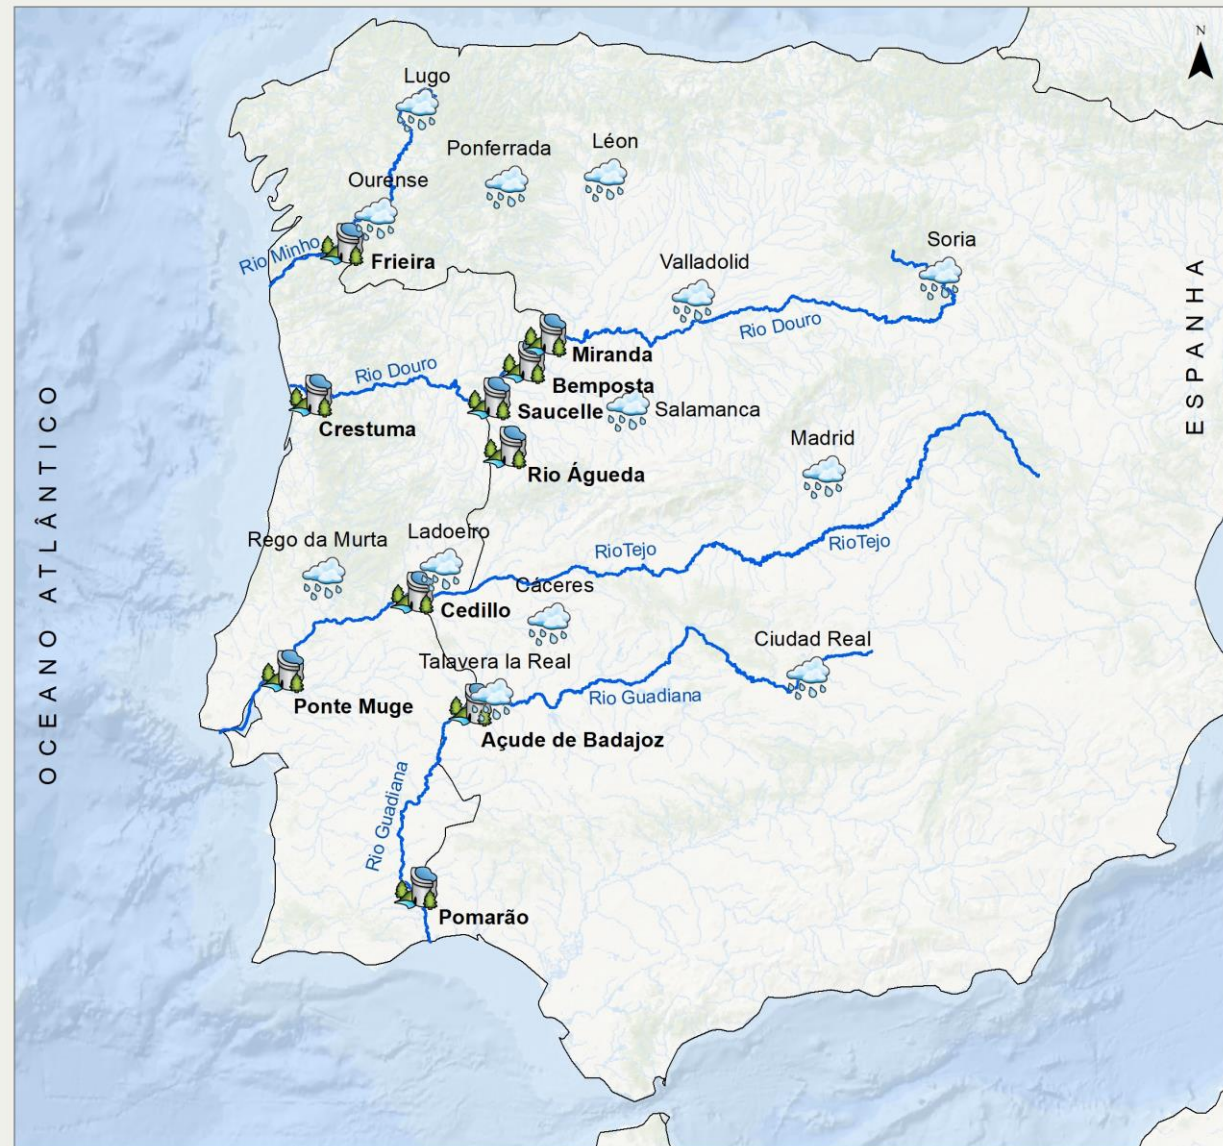 N
Lugo
Ponferrada
Léon
Ourense
Rio Minho
Frieira
Soria
Valladolid
Rio Douro
Miranda
Bemposta
Rio Douro
Saucelle
Salamanca
Crestuma
Madrid
Rio Águeda
Rego da Murta
Ladoeiro
RioTejo
RioTejo
Cáceres
Cedillo
Ciudad Real
Talavera la Real
Rio Guadiana
Ponte Muge
Açude de Badajoz
Rio Guadiana
Pomarão
OCEANO ATLÂNTICO
ESPANHA